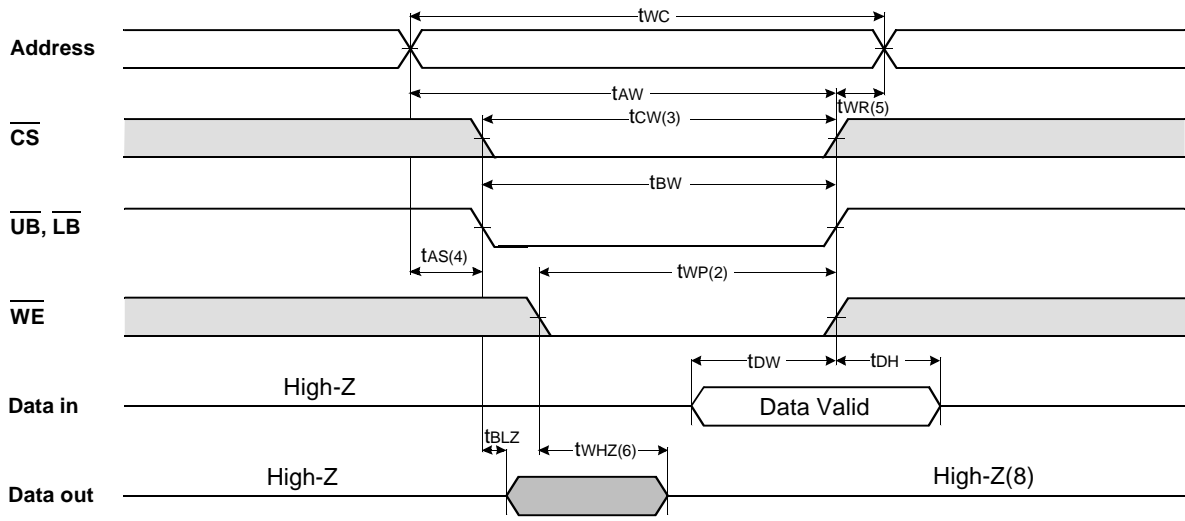 tWC
Address
tAW
tWR(5)
tCW(3)
CS
tBW
UB, LB
tAS(4)
tWP(2)
WE
tDW
tDH
High-Z
Data in
Data Valid
tBLZ
tWHZ(6)
High-Z
High-Z(8)
Data out